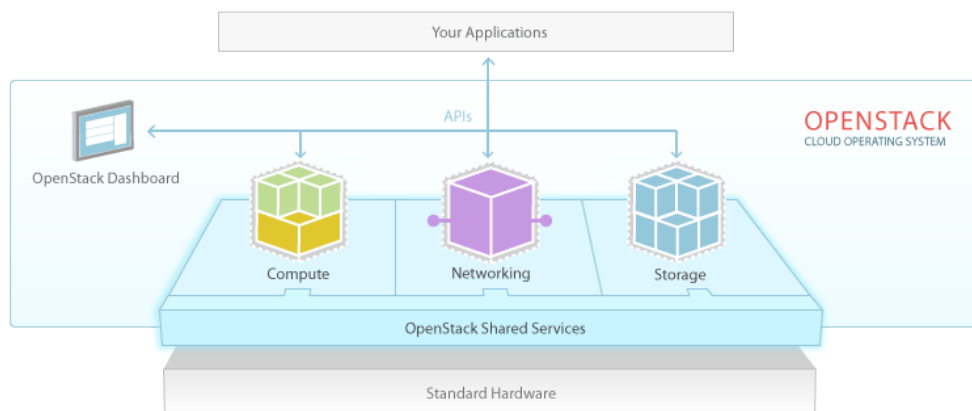 Your Applications
APIs
OPENSTACK
CLOUD OPERATING SYSTEM
OpenStack Dashboard
Compute
Networking
Storage
OpenStack Shared Services
Standard Hardware